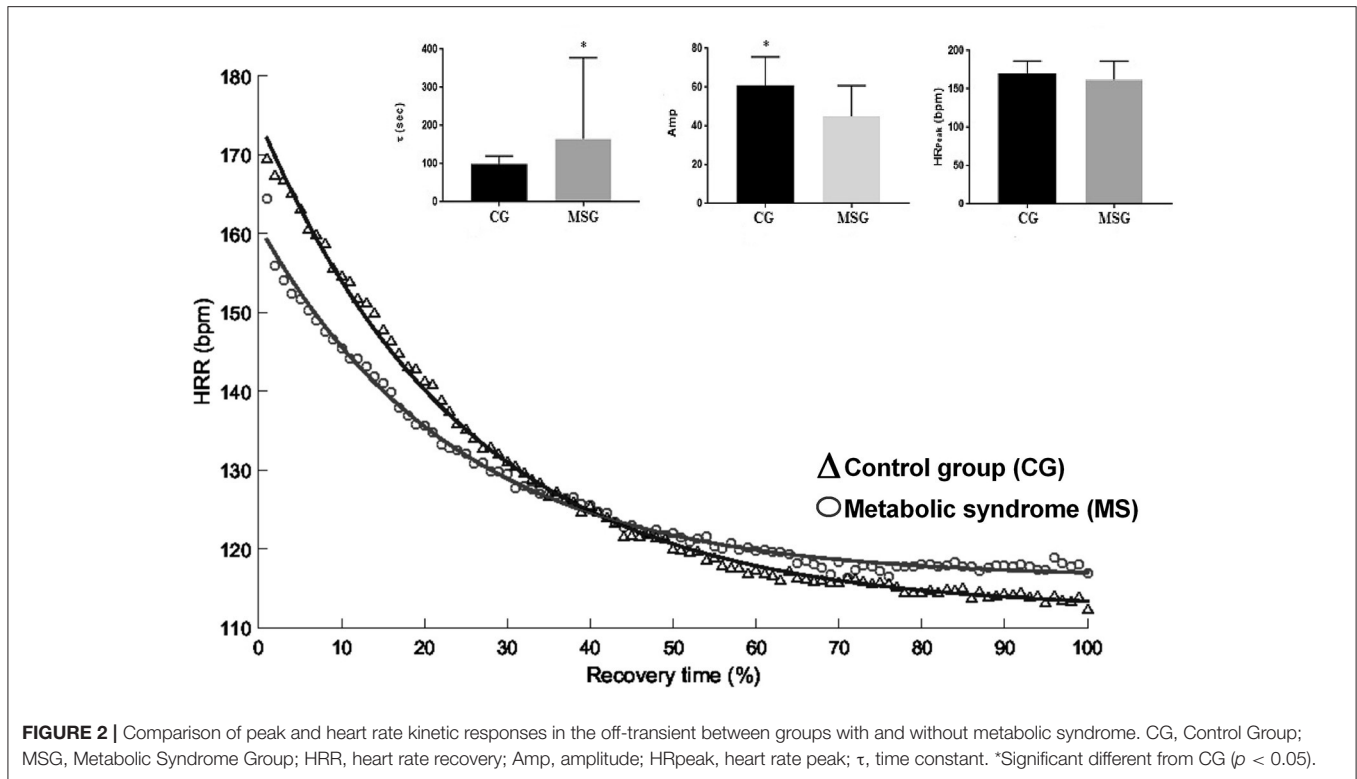 400
300
200
100
0
τ (sec)
*
CG
MSG
80
60
40
20
0
Amp
*
CG
MSG
200
150
100
50
0
HRPeak (bpm)
CG
MSG
180
170
160
150
140
130
120
110
HRR (bpm)
Δ Control group (CG)
○ Metabolic syndrome (MS)
0 10 20 30 40 50 60 70 80 90 100
Recovery time (%)
FIGURE 2 | Comparison of peak and heart rate kinetic responses in the off-transient between groups with and without metabolic syndrome. CG, Control Group;
MSG, Metabolic Syndrome Group; HRR, heart rate recovery; Amp, amplitude; HRpeak, heart rate peak; τ, time constant. *Significant different from CG (p < 0.05).